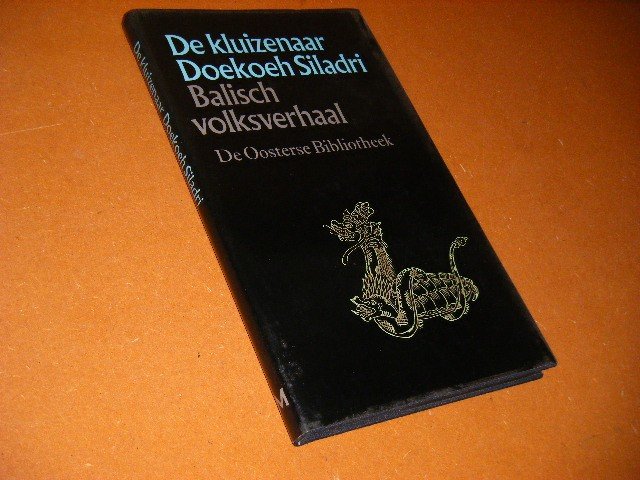 De kluizenaar
Doekoeh Siladri
Balisch
volksverhaal
De Oosterse Bibliotheek
De kluizenaar Doekoeh Siladri
M